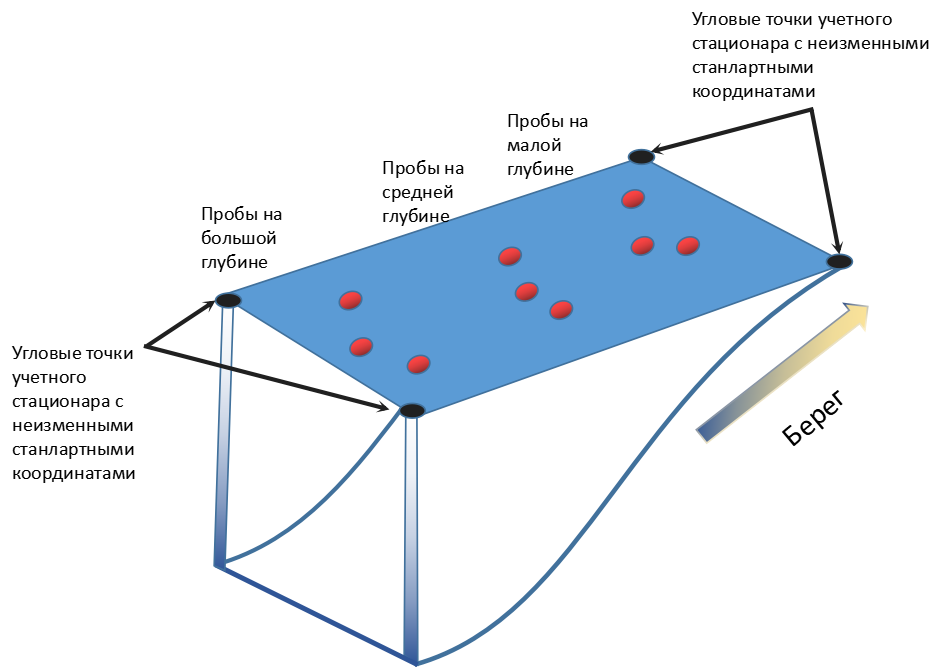 Угловые точки учетного
стационара с неизменными
станлартными
координатами
Пробы на
малой
глубине
Пробы на
средней
глубине
Пробы на
большой
глубине
Угловые точки
учетного
стационара с
неизменными
станлартными
координатами
Берег